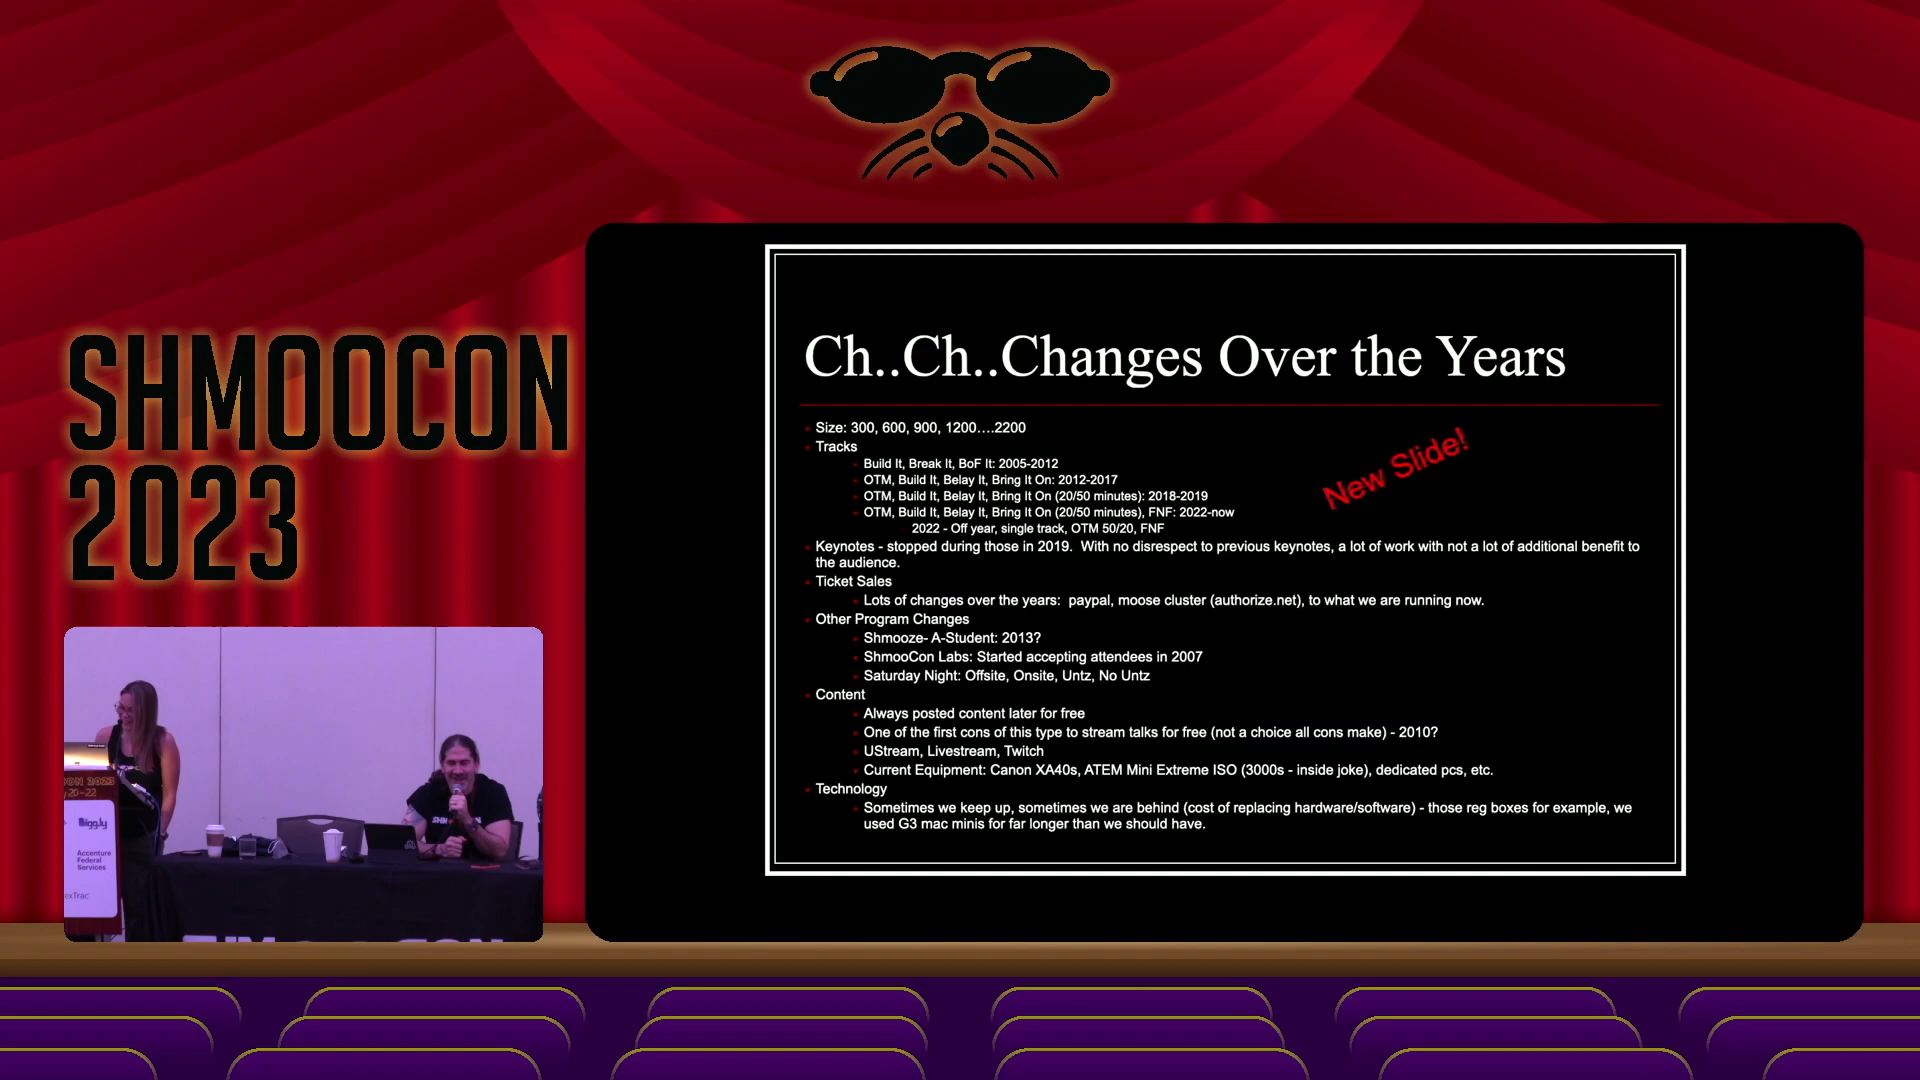 SHMOOCON
2023
Ch..Ch..Changes Over the Years
New Slide!
Size: 300, 600, 900, 1200....2200
Tracks
Build It, Break It, BoF It: 2005-2012
OTM, Build It, Belay It, Bring It On: 2012-2017
OTM, Build It, Belay It, Bring It On (20/50 minutes): 2018-2019
OTM, Build It, Belay It, Bring It On (20/50 minutes), FNF: 2022-now
2022 - Off year, single track, OTM 50/20, FNF
Keynotes - stopped during those in 2019. With no disrespect to previous keynotes, a lot of work with not a lot of additional benefit to
the audience.
Ticket Sales
Lots of changes over the years: paypal, moose cluster (authorize.net), to what we are running now.
Other Program Changes
Shmooze- A-Student: 2013?
ShmooCon Labs: Started accepting attendees in 2007
Saturday Night: Offsite, Onsite, Untz, No Untz
Content
Always posted content later for free
One of the first cons of this type to stream talks for free (not a choice all cons make) - 2010?
UStream, Livestream, Twitch
Current Equipment: Canon XA40s, ATEM Mini Extreme ISO (3000s - inside joke), dedicated pcs, etc.
Technology
Sometimes we keep up, sometimes we are behind (cost of replacing hardware/software) - those reg boxes for example, we
used G3 mac minis for far longer than we should have.
2023
20-22
Accenture
Federal
Services